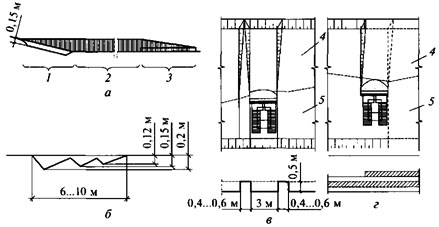 0,15 м
1
2
3
а
0,12 м
0,15 м
0,2 м
6...10 м
б
4
5
0,5 м
0,4...0,6 м
3 м
0,4...0,6 м
в
4
5
г